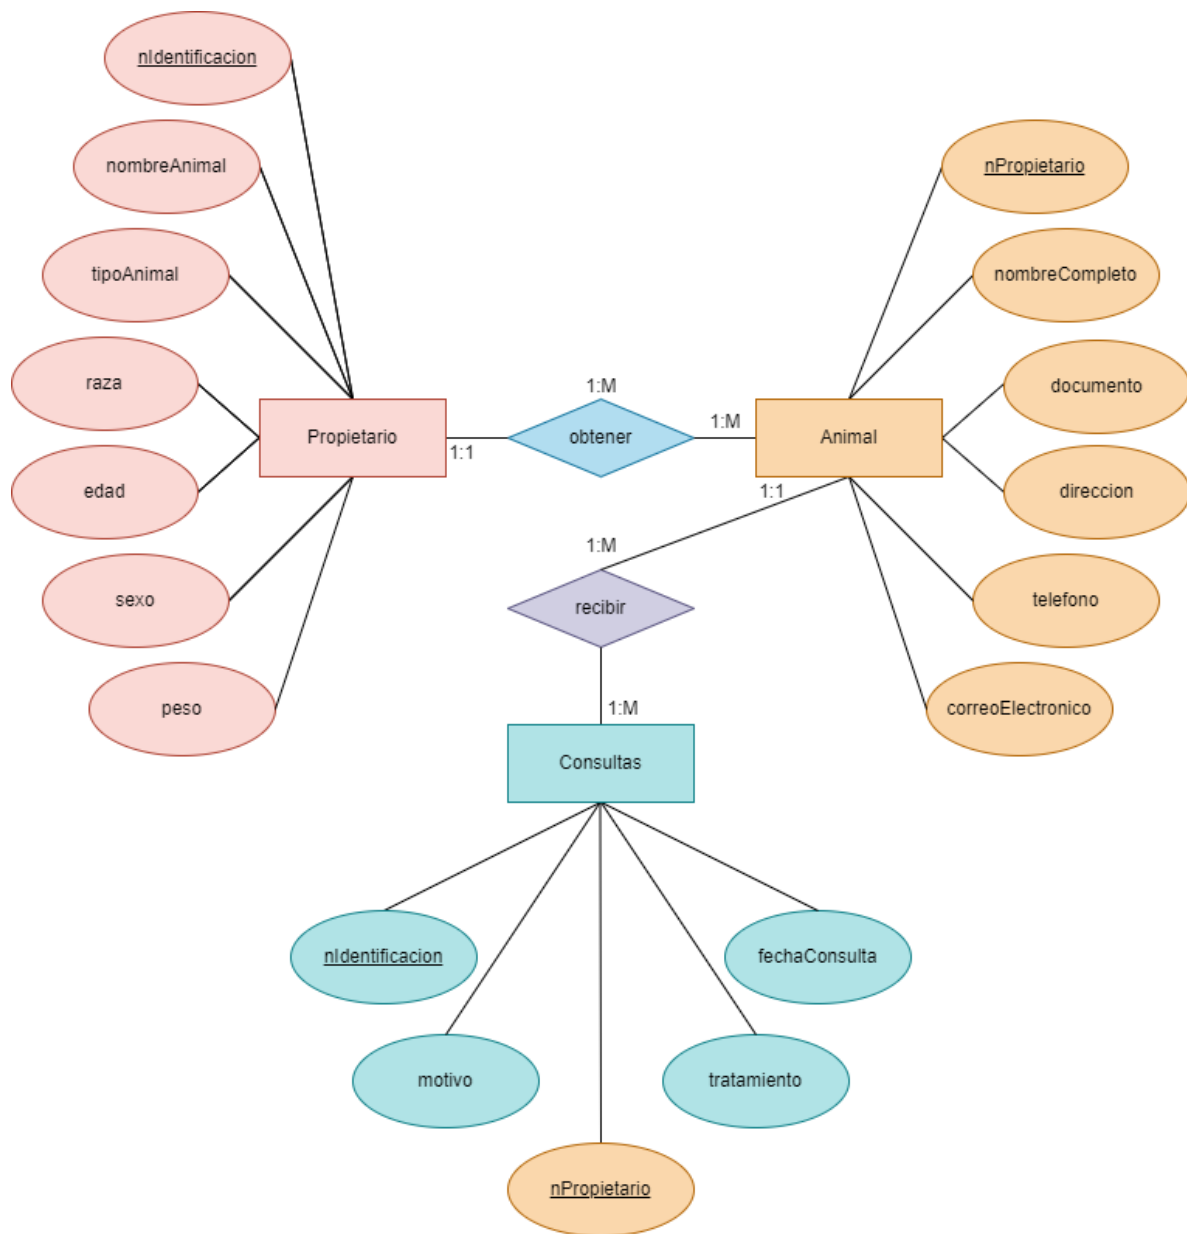 nIdentificacion
nombreAnimal
nPropietario
tipoAnimal
nombreCompleto
raza
documento
1:M
Propietario
1:1
obtener
1:M
Animal
edad
direccion
1:1
1:M
sexo
recibir
telefono
peso
correoElectronico
1:M
Consultas
nIdentificacion
fechaConsulta
motivo
tratamiento
nPropietario